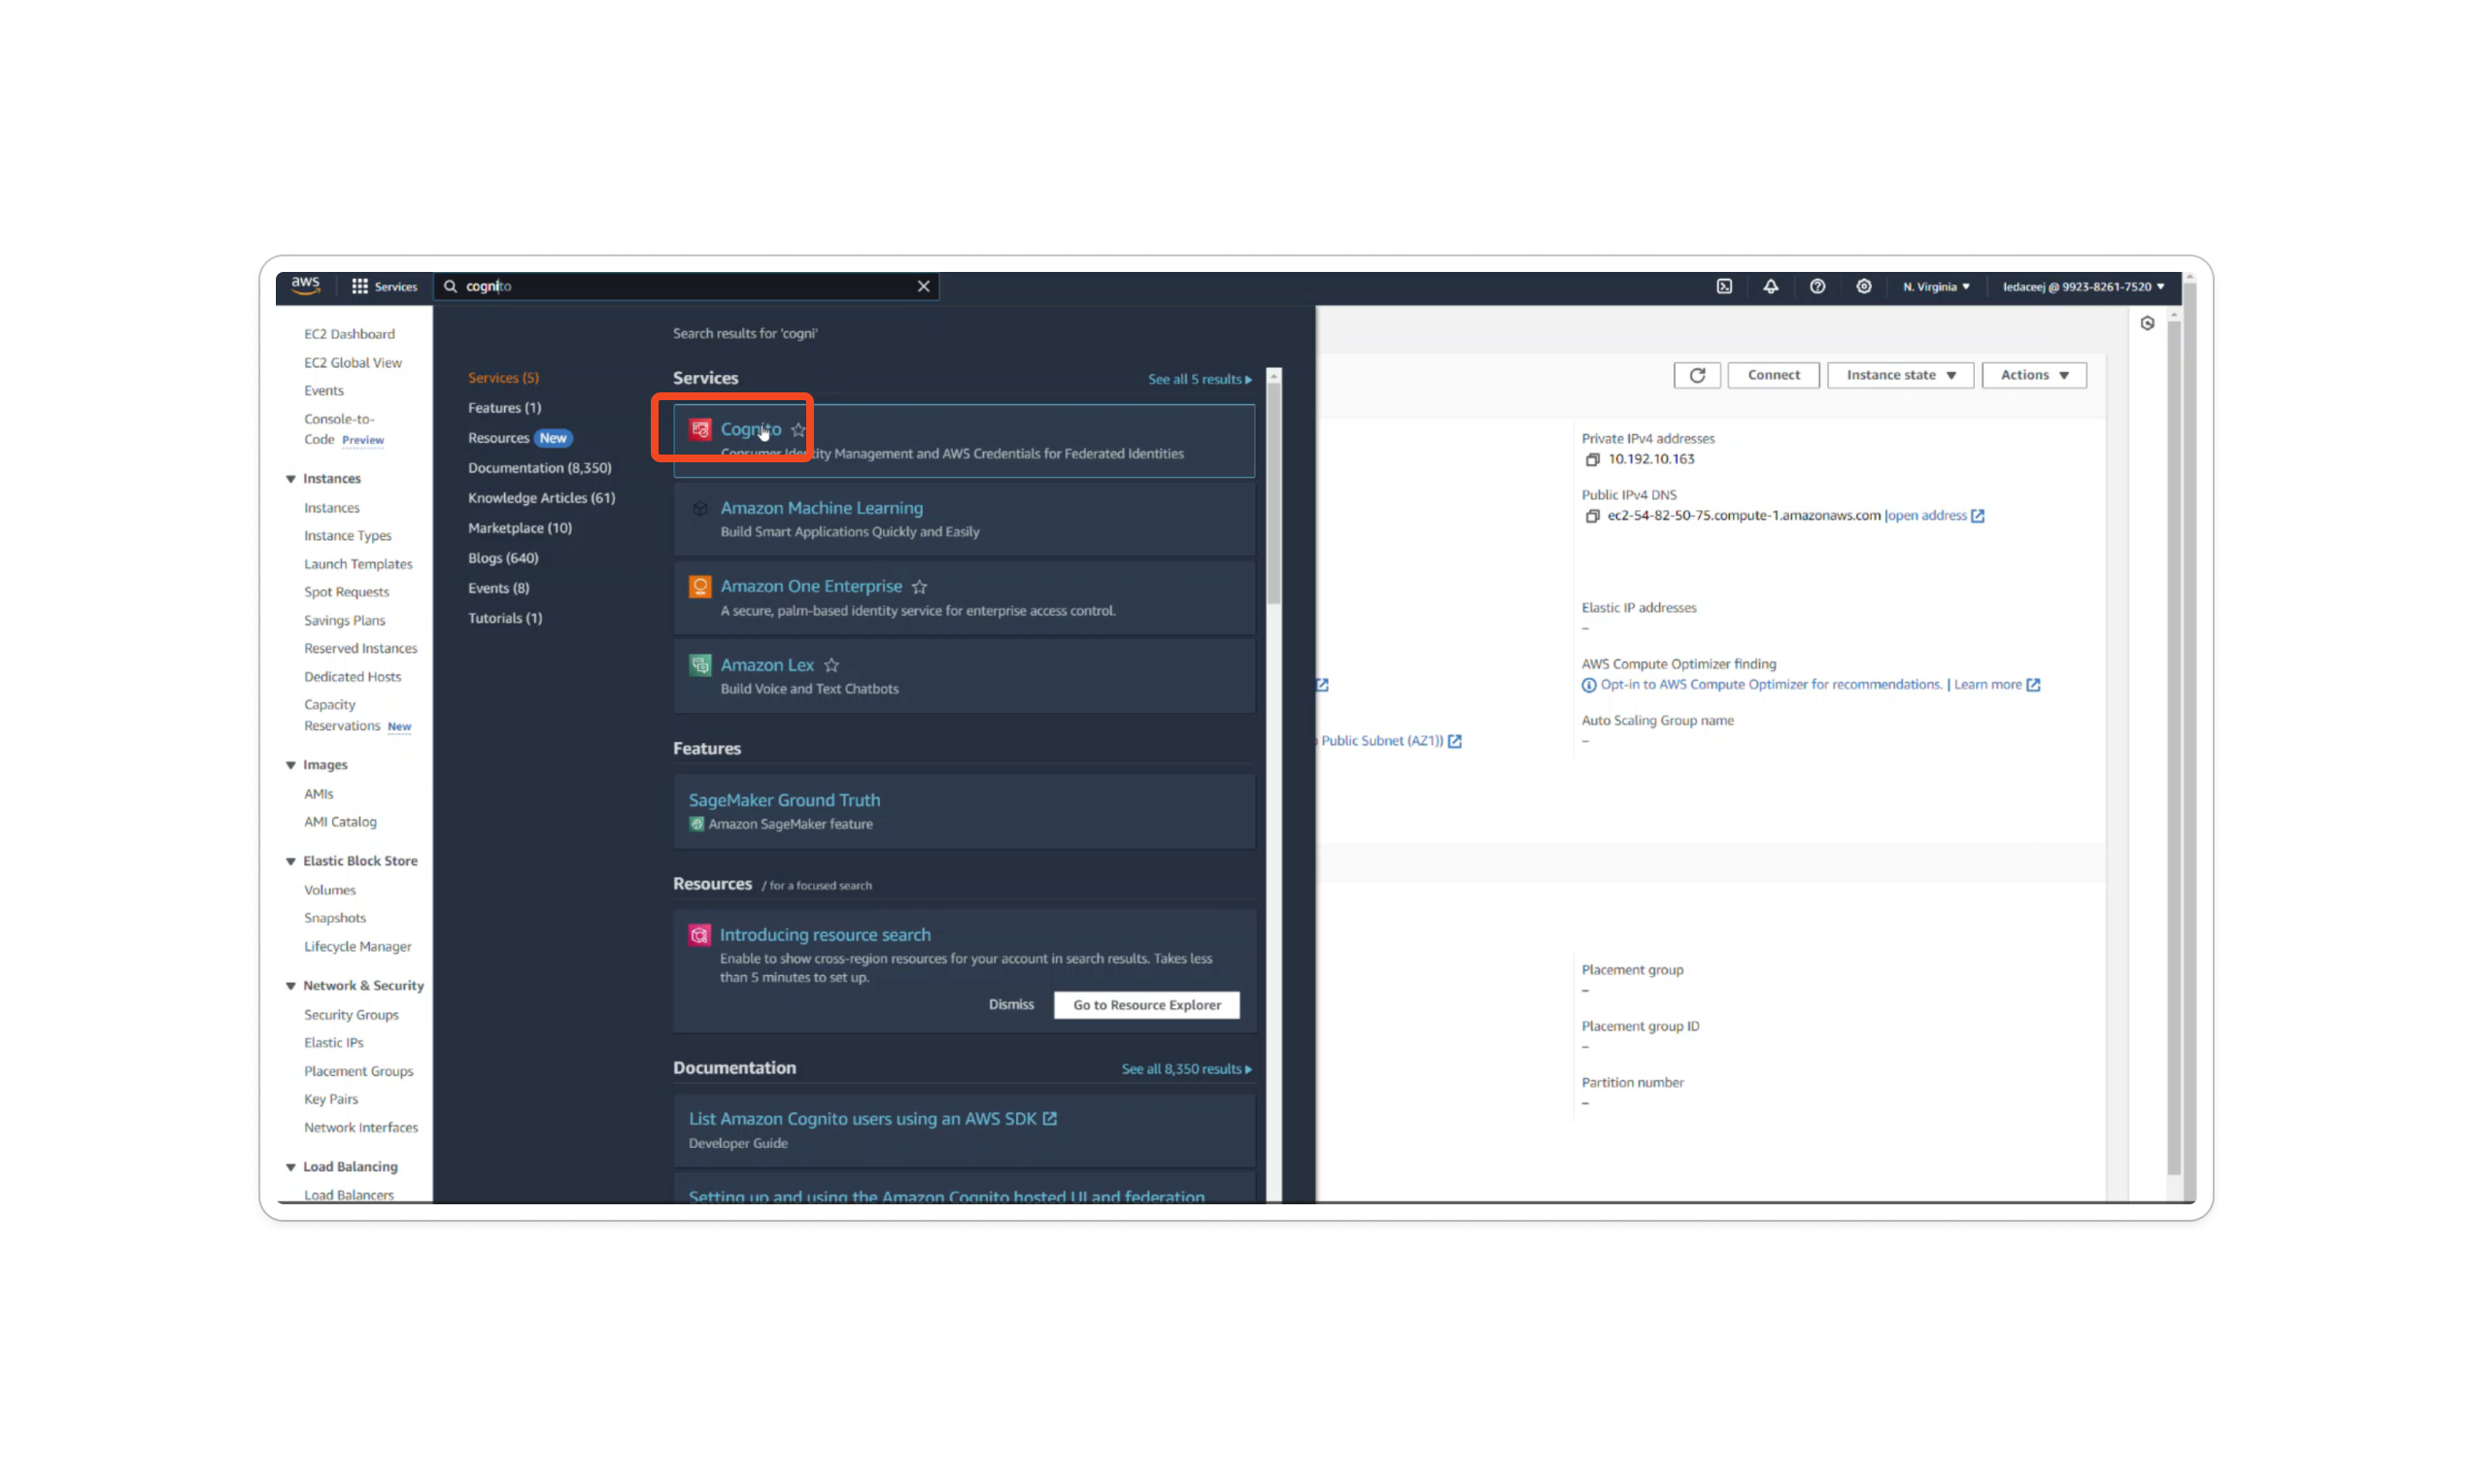 aws
Services
cognito
N. Virginia
ledaceej @ 9923-8261-7520
EC2 Dashboard
EC2 Global View
Events
Console-to-
Code Preview
Instances
Instances
Instance Types
Launch Templates
Spot Requests
Savings Plans
Reserved Instances
Dedicated Hosts
Capacity
Reservations New
Images
AMIs
AMI Catalog
Elastic Block Store
Volumes
Snapshots
Lifecycle Manager
Network & Security
Security Groups
Elastic IPs
Placement Groups
Key Pairs
Network Interfaces
Load Balancing
Load Balancers
Services (5)
Features (1)
Resources New
Documentation (8,350)
Knowledge Articles (61)
Marketplace (10)
Blogs (640)
Events (8)
Tutorials (1)
Search results for 'cogni'
Services
See all 5 results
Cognito
Consumer Identity Management and AWS Credentials for Federated Identities
Amazon Machine Learning
Build Smart Applications Quickly and Easily
Amazon One Enterprise
A secure, palm-based identity service for enterprise access control.
Amazon Lex
Build Voice and Text Chatbots
Features
SageMaker Ground Truth
Amazon SageMaker feature
Resources / for a focused search
Introducing resource search
Enable to show cross-region resources for your account in search results. Takes less
than 5 minutes to set up.
Dismiss
Go to Resource Explorer
Documentation
See all 8,350 results
List Amazon Cognito users using an AWS SDK
Developer Guide
Setting up and using the Amazon Cognito hosted UI and federation
Connect
Instance state
Actions
Private IPv4 addresses
10.192.10.163
Public IPv4 DNS
ec2-54-82-50-75.compute-1.amazonaws.com |open address
Elastic IP addresses
–
AWS Compute Optimizer finding
Opt-in to AWS Compute Optimizer for recommendations. | Learn more
Auto Scaling Group name
–
Public Subnet (AZ1))
Placement group
–
Placement group ID
–
Partition number
–